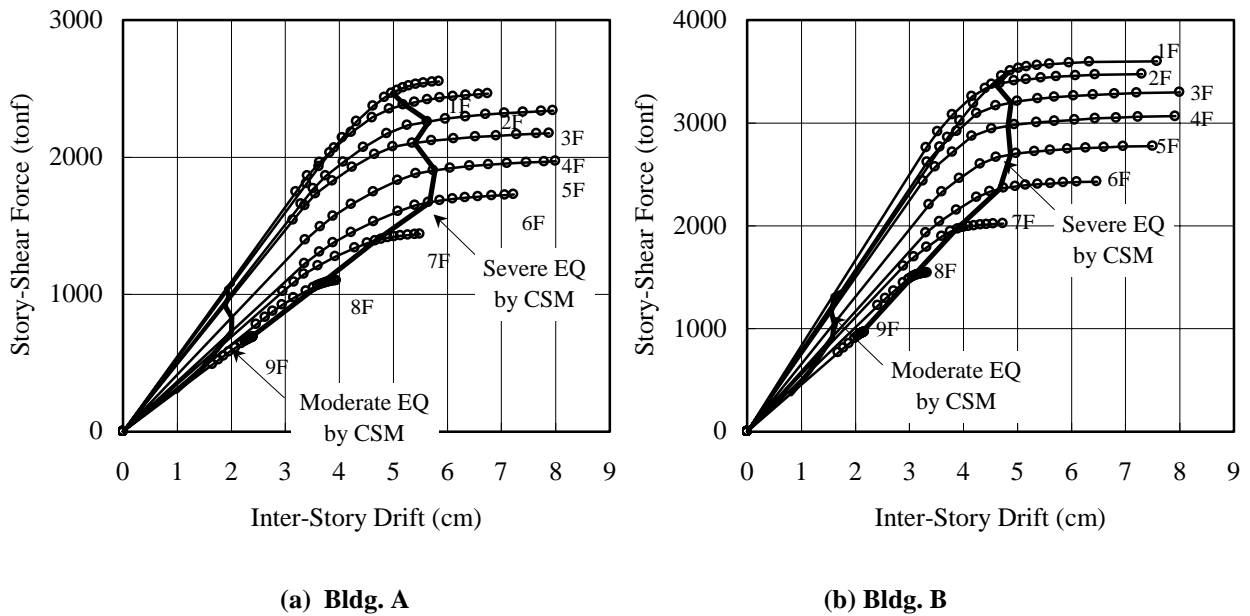 3000
2000
1000
0
Story-Shear Force (tonf)
1F
2F
3F
4F
5F
6F
7F
8F
9F
Severe EQ
by CSM
Moderate EQ
by CSM
0 1 2 3 4 5 6 7 8 9
Inter-Story Drift (cm)
(a) Bldg. A
4000
3000
2000
1000
0
Story-Shear Force (tonf)
1F
2F
3F
4F
5F
6F
7F
8F
9F
Severe EQ
by CSM
Moderate EQ
by CSM
0 1 2 3 4 5 6 7 8 9
Inter-Story Drift (cm)
(b) Bldg. B